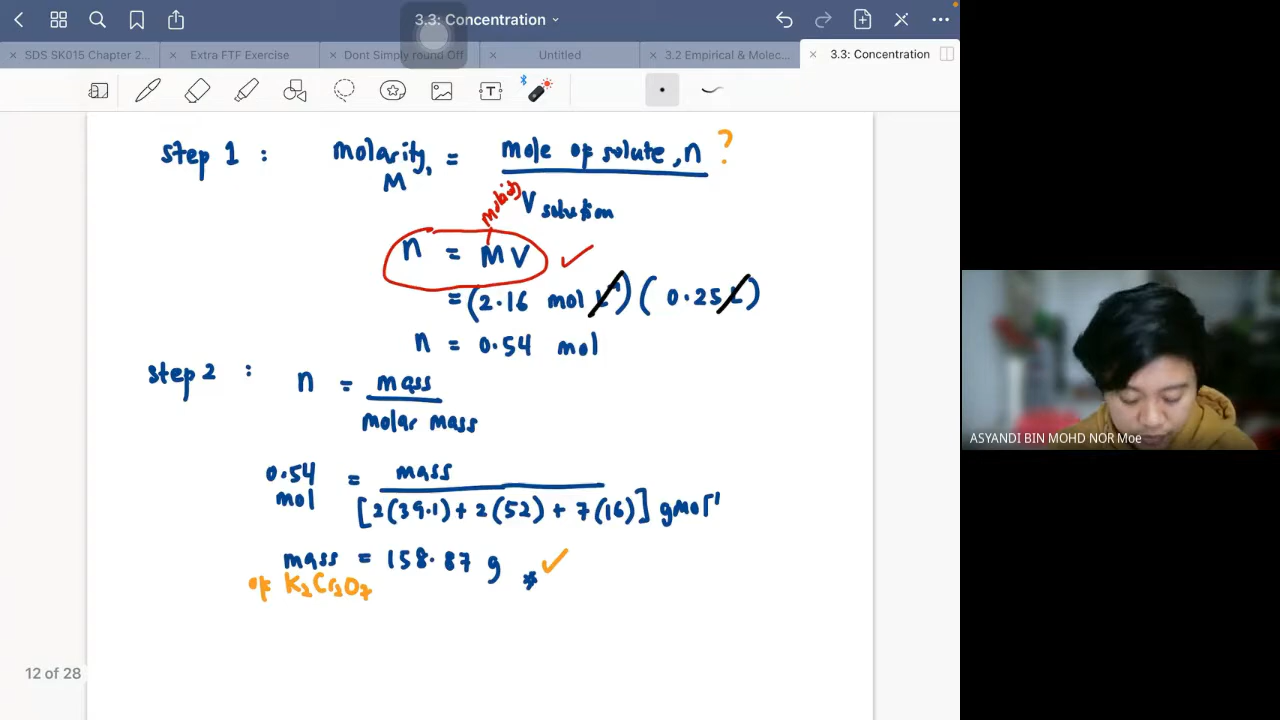 3.3: Concentration
SDS SK015 Chapter 2... Extra FTF Exercise Dont Simply round Off Untitled 3.2 Empirical & Molec... 3.3: Concentration
step 1 : molarity, M = mole of solute, n ?
V solution
molarity
n = MV ✓
= (2.16 mol L⁻¹) (0.25 L)
n = 0.54 mol
step 2 : n = mass
molar mass
0.54 mol = mass
[2(39.1) + 2(52) + 7(16)] gmol⁻¹
mass = 158.87 g * ✓
of K₂Cr₂O₇
12 of 28
ASYANDI BIN MOHD NOR Moe